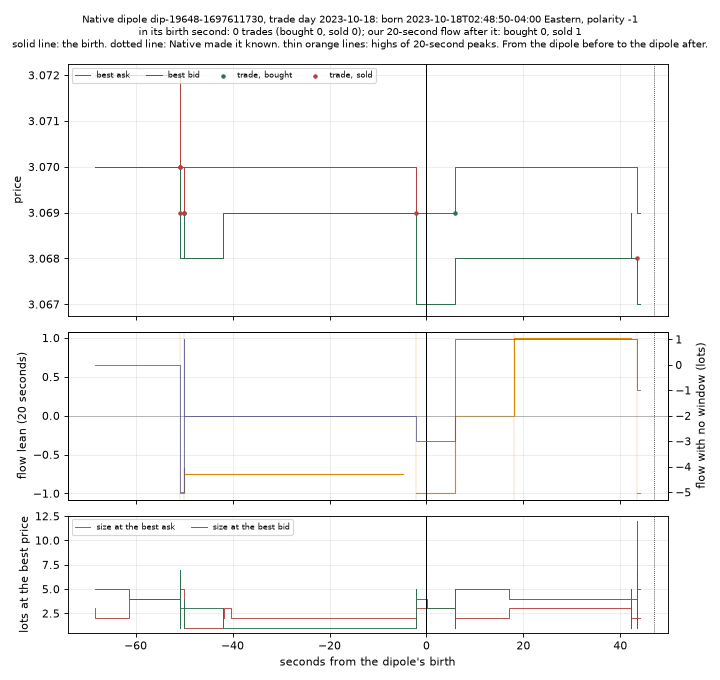 Native dipole dip-19648-1697611730, trade day 2023-10-18: born 2023-10-18T02:48:50-04:00 Eastern, polarity -1
in its birth second: 0 trades (bought 0, sold 0); our 20-second flow after it: bought 0, sold 1
solid line: the birth. dotted line: Native made it known. thin orange lines: highs of 20-second peaks. From the dipole before to the dipole after.
best ask
best bid
trade, bought
trade, sold
3.072
3.071
3.070
3.069
3.068
3.067
price
1.0
0.5
0.0
−0.5
−1.0
flow lean (20 seconds)
1
0
−1
−2
−3
−4
−5
flow with no window (lots)
size at the best ask
size at the best bid
12.5
10.0
7.5
5.0
2.5
lots at the best price
−60
−40
−20
0
20
40
seconds from the dipole's birth